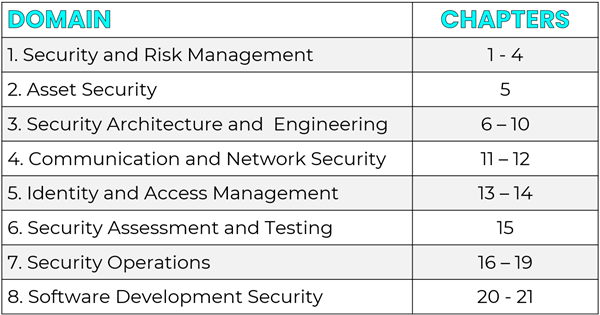 DOMAIN CHAPTERS
1. Security and Risk Management 1 - 4
2. Asset Security 5
3. Security Architecture and  Engineering 6 – 10
4. Communication and Network Security 11 – 12
5. Identity and Access Management 13 – 14
6. Security Assessment and Testing 15
7. Security Operations 16 – 19
8. Software Development Security 20 - 21